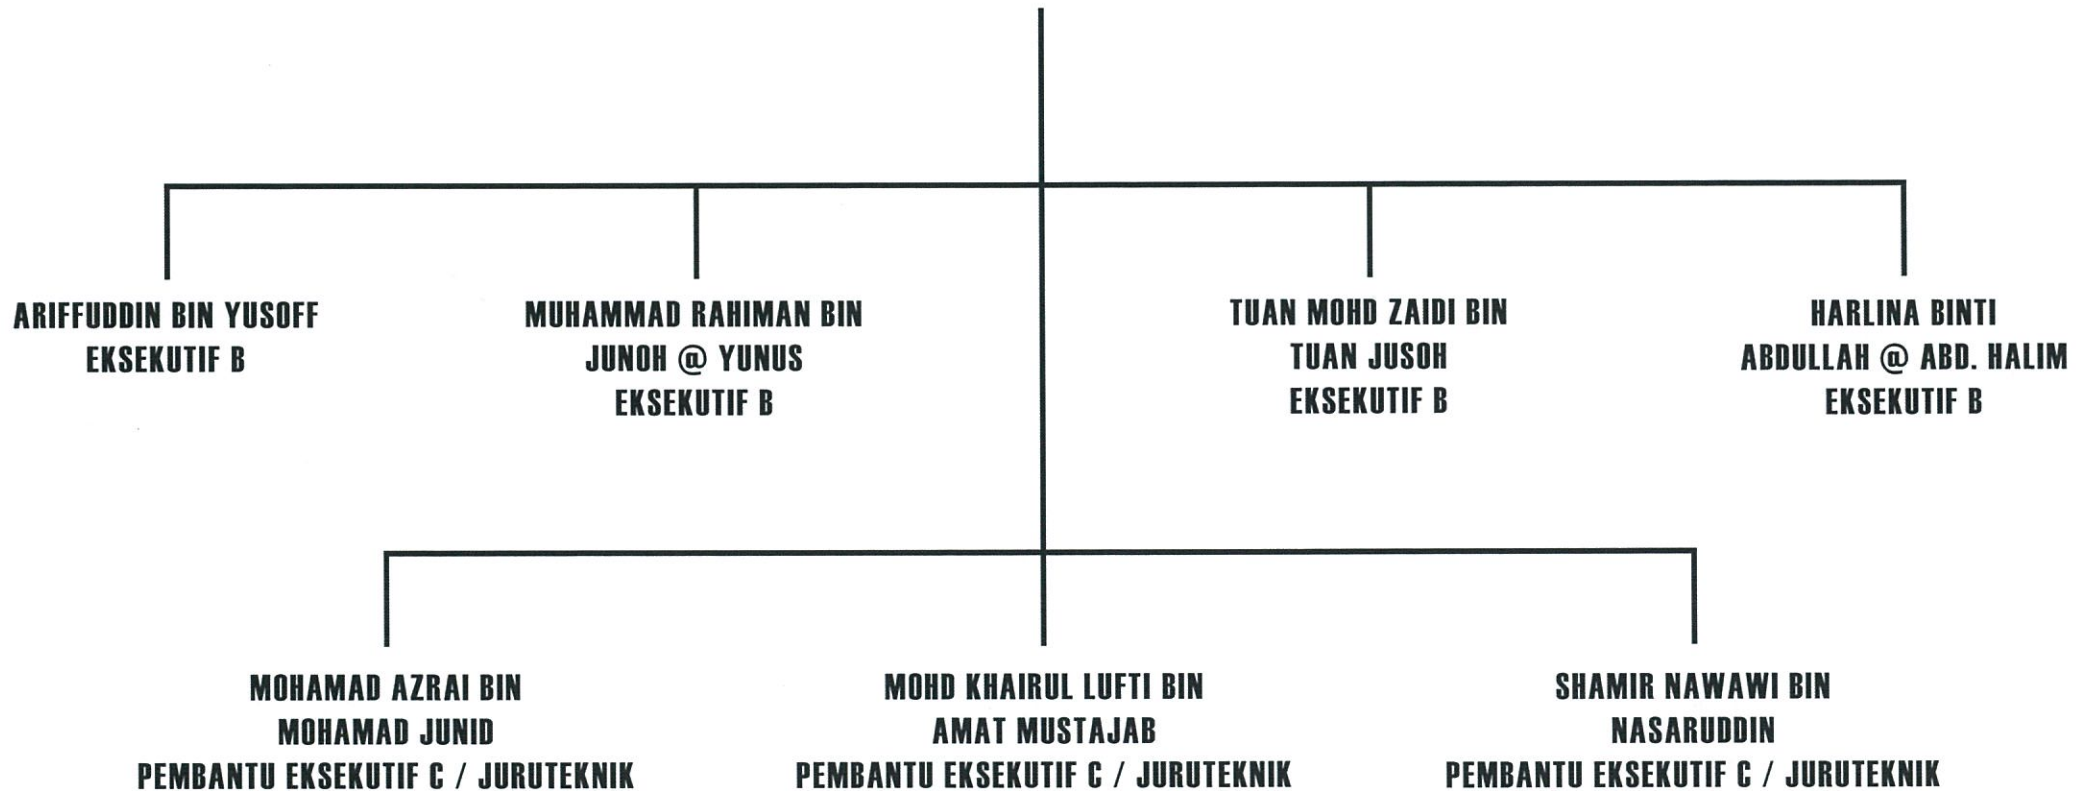 ARIFFUDDIN BIN YUSOFF
EKSEKUTIF B
MUHAMMAD RAHIMAN BIN
JUNOH @ YUNUS
EKSEKUTIF B
TUAN MOHD ZAIDI BIN
TUAN JUSOH
EKSEKUTIF B
HARLINA BINTI
ABDULLAH @ ABD. HALIM
EKSEKUTIF B
MOHAMAD AZRAI BIN
MOHAMAD JUNID
PEMBANTU EKSEKUTIF C / JURUTEKNIK
MOHD KHAIRUL LUFTI BIN
AMAT MUSTAJAB
PEMBANTU EKSEKUTIF C / JURUTEKNIK
SHAMIR NAWAWI BIN
NASARUDDIN
PEMBANTU EKSEKUTIF C / JURUTEKNIK